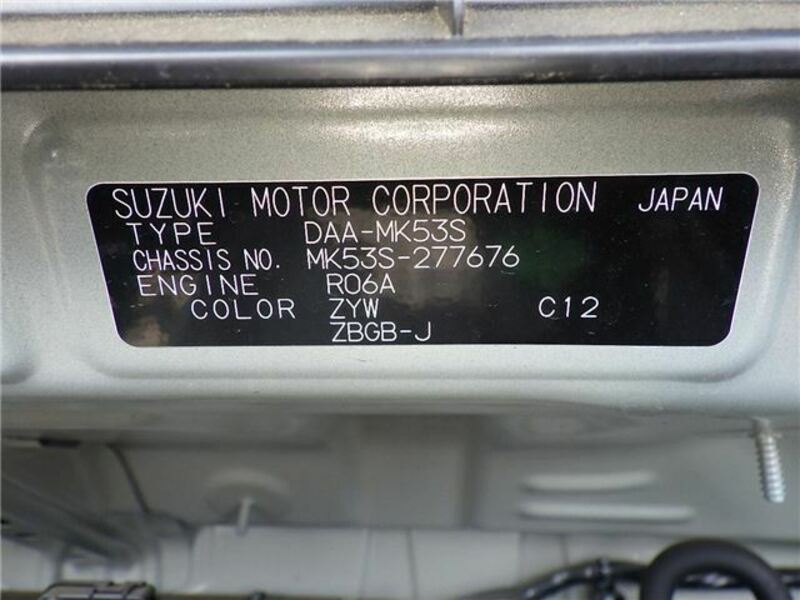 SUZUKI MOTOR CORPORATION JAPAN
TYPE DAA-MK53S
CHASSIS NO. MK53S-277676
ENGINE R06A
COLOR ZYW C12
ZBGB-J